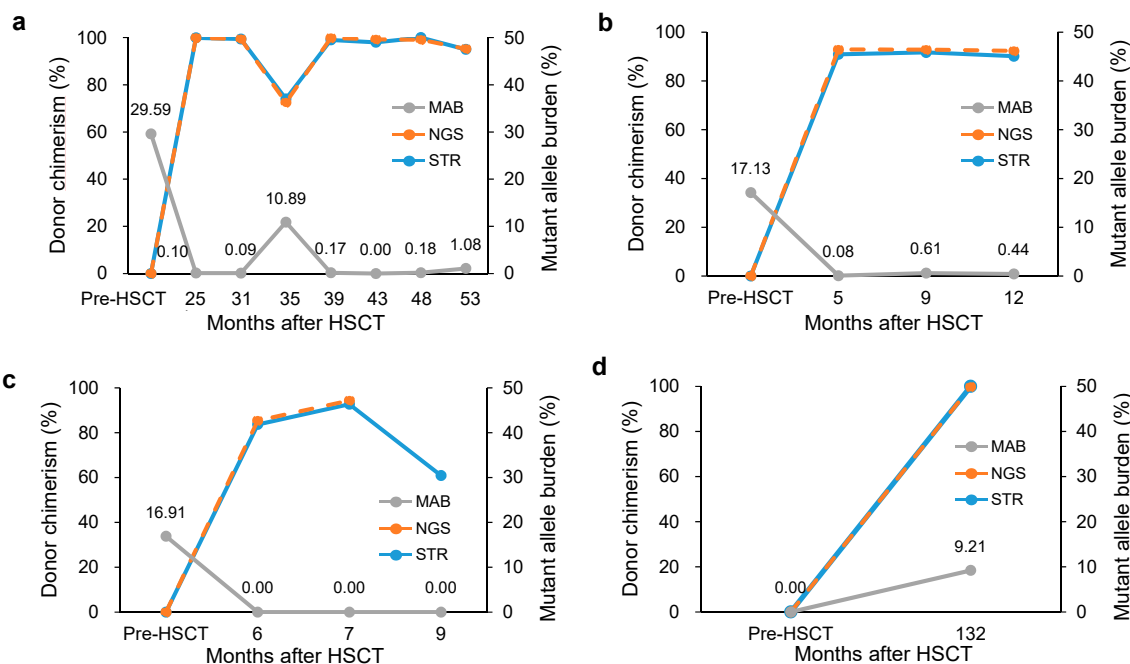 a
Donor chimerism (%)
100
80
60
40
20
0
29.59
0.10
0.09
10.89
0.17
0.00
0.18
1.08
MAB
NGS
STR
50
40
30
20
10
0
Mutant allele burden (%)
Pre-HSCT 25 31 35 39 43 48 53
Months after HSCT
b
Donor chimerism (%)
100
80
60
40
20
0
17.13
0.08
0.61
0.44
MAB
NGS
STR
50
40
30
20
10
0
Mutant allele burden (%)
Pre-HSCT 5 9 12
Months after HSCT
c
Donor chimerism (%)
100
80
60
40
20
0
16.91
0.00
0.00
0.00
MAB
NGS
STR
50
40
30
20
10
0
Mutant allele burden (%)
Pre-HSCT 6 7 9
Months after HSCT
d
Donor chimerism (%)
100
80
60
40
20
0
0.00
9.21
MAB
NGS
STR
50
40
30
20
10
0
Mutant allele burden (%)
Pre-HSCT 132
Months after HSCT